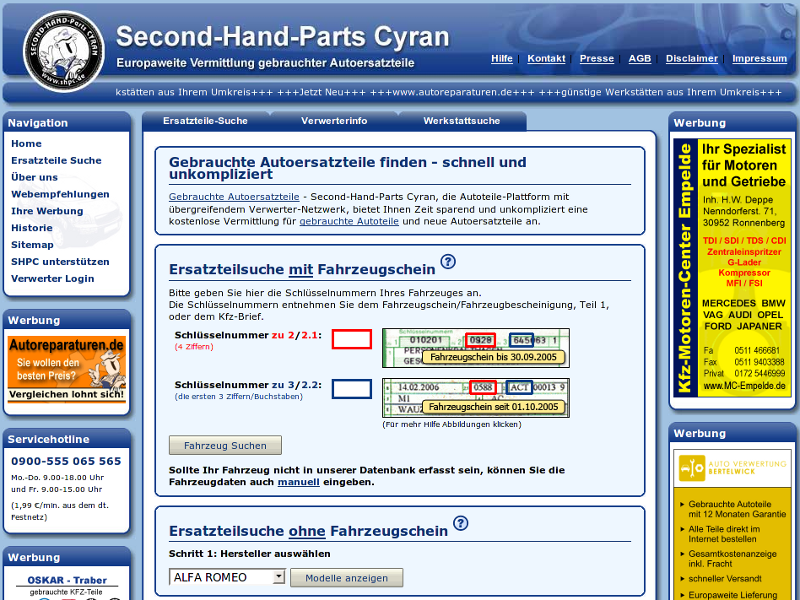 SECOND-HAND-Parts CYRAN
www.shpc.de
Second-Hand-Parts Cyran
Europaweite Vermittlung gebrauchter Autoersatzteile
Hilfe | Kontakt | Presse | AGB | Disclaimer | Impressum
kstätten aus Ihrem Umkreis+++ +++Jetzt Neu+++ +++www.autoreparaturen.de+++ +++günstige Werkstätten aus Ihrem Umkreis+++
Navigation
Home
Ersatzteile Suche
Über uns
Webempfehlungen
Ihre Werbung
Historie
Sitemap
SHPC unterstützen
Verwerter Login
Werbung
Autoreparaturen.de
Sie wollen den
besten Preis?
Vergleichen lohnt sich!
Servicehotline
0900-555 065 565
Mo.-Do. 9.00-18.00 Uhr
und Fr. 9.00-15.00 Uhr
(1,99 €/min. aus dem dt.
Festnetz)
Werbung
OSKAR - Traber
gebrauchte KFZ-Teile
Ersatzteile-Suche
Verwerterinfo
Werkstattsuche
Gebrauchte Autoersatzteile finden - schnell und
unkompliziert
Gebrauchte Autoersatzteile - Second-Hand-Parts Cyran, die Autoteile-Plattform mit
übergreifendem Verwerter-Netzwerk, bietet Ihnen Zeit sparend und unkompliziert eine
kostenlose Vermittlung für gebrauchte Autoteile und neue Autoersatzteile an.
Ersatzteilsuche mit Fahrzeugschein ?
Bitte geben Sie hier die Schlüsselnummern Ihres Fahrzeuges an.
Die Schlüsselnummern entnehmen Sie dem Fahrzeugschein/Fahrzeugbescheinigung, Teil 1,
oder dem Kfz-Brief.
Schlüsselnummer zu 2/2.1:
(4 Ziffern)
Schlüsselnummern
010201 0928 645063 1
Fahrzeugschein bis 30.09.2005
Schlüsselnummer zu 3/2.2:
(die ersten 3 Ziffern/Buchstaben)
14.02.2006 0588 ACT 00013 9
M1
WAUZ
Fahrzeugschein seit 01.10.2005
(Für mehr Hilfe Abbildungen klicken)
Fahrzeug Suchen
Sollte Ihr Fahrzeug nicht in unserer Datenbank erfasst sein, können Sie die
Fahrzeugdaten auch manuell eingeben.
Ersatzteilsuche ohne Fahrzeugschein ?
Schritt 1: Hersteller auswählen
ALFA ROMEO
Modelle anzeigen
Werbung
Kfz-Motoren-Center Empelde
Ihr Spezialist
für Motoren
und Getriebe
Inh. H.W. Deppe
Nenndorferst. 71,
30952 Ronnenberg
TDI / SDI / TDS / CDI
Zentraleinspritzer
G-Lader
Kompressor
MFI / FSI
MERCEDES BMW
VAG AUDI OPEL
FORD JAPANER
Fa 0511 466681
Fax 0511 9403388
Privat 0172 5446999
www.MC-Empelde.de
Werbung
AUTO VERWERTUNG
BERTELWICK
Gebrauchte Autoteile
mit 12 Monaten Garantie
Alle Teile direkt im
Internet bestellen
Gesamtkostenanzeige
inkl. Fracht
schneller Versandt
Europaweite Lieferung